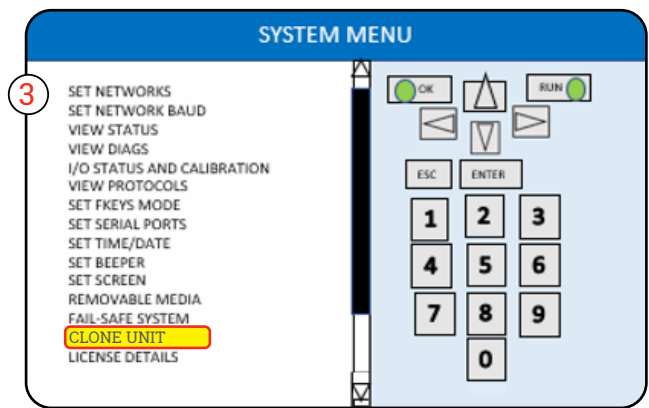 SYSTEM MENU
3
SET NETWORKS
SET NETWORK BAUD
VIEW STATUS
VIEW DIAGS
I/O STATUS AND CALIBRATION
VIEW PROTOCOLS
SET FKEYS MODE
SET SERIAL PORTS
SET TIME/DATE
SET BEEPER
SET SCREEN
REMOVABLE MEDIA
FAIL-SAFE SYSTEM
CLONE UNIT
LICENSE DETAILS
OK RUN
ESC ENTER
1 2 3
4 5 6
7 8 9
0